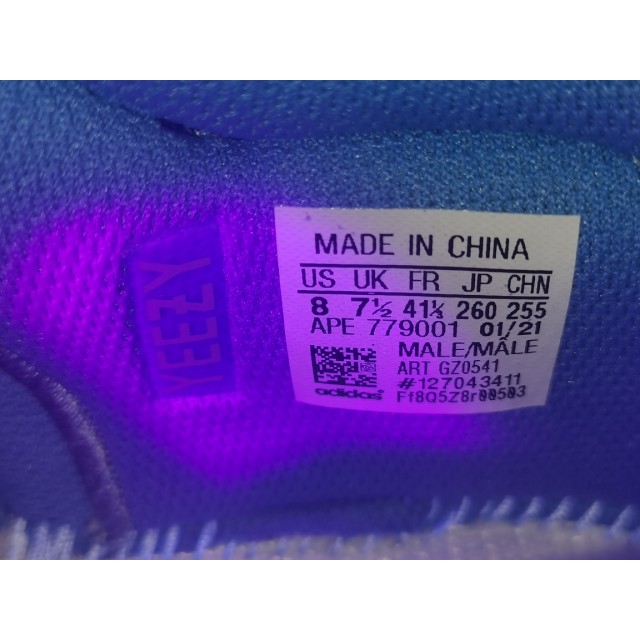 YEEZY
MADE IN CHINA
US UK FR JP CHN
8 7½ 41⅓ 260 255
APE 779001 01/21
MALE/MÂLE
ART GZ0541
#127043411
Ff8Q5Z8r00503
adidas